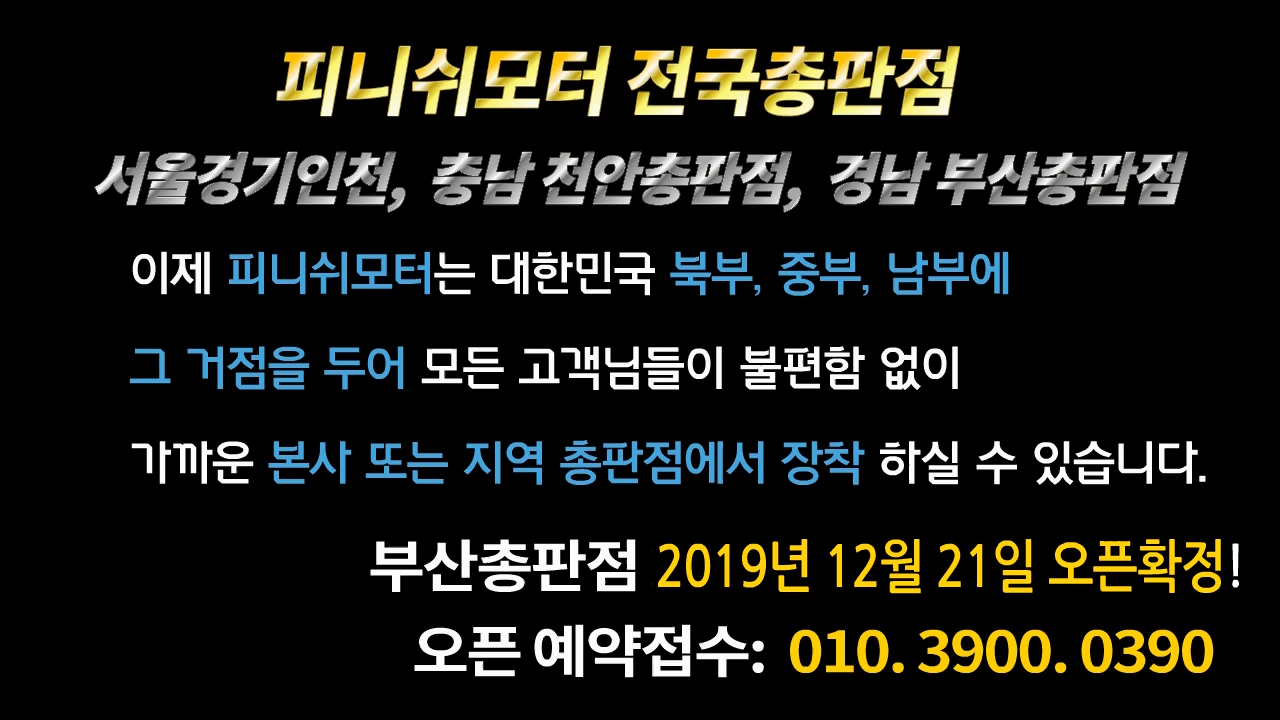 피니쉬모터 전국총판점
서울경기인천, 충남 천안총판점, 경남 부산총판점
이제 피니쉬모터는 대한민국 북부, 중부, 남부에
그 거점을 두어 모든 고객님들이 불편함 없이
가까운 본사 또는 지역 총판점에서 장착 하실 수 있습니다.
부산총판점 2019년 12월 21일 오픈확정!
오픈 예약접수: 010. 3900. 0390